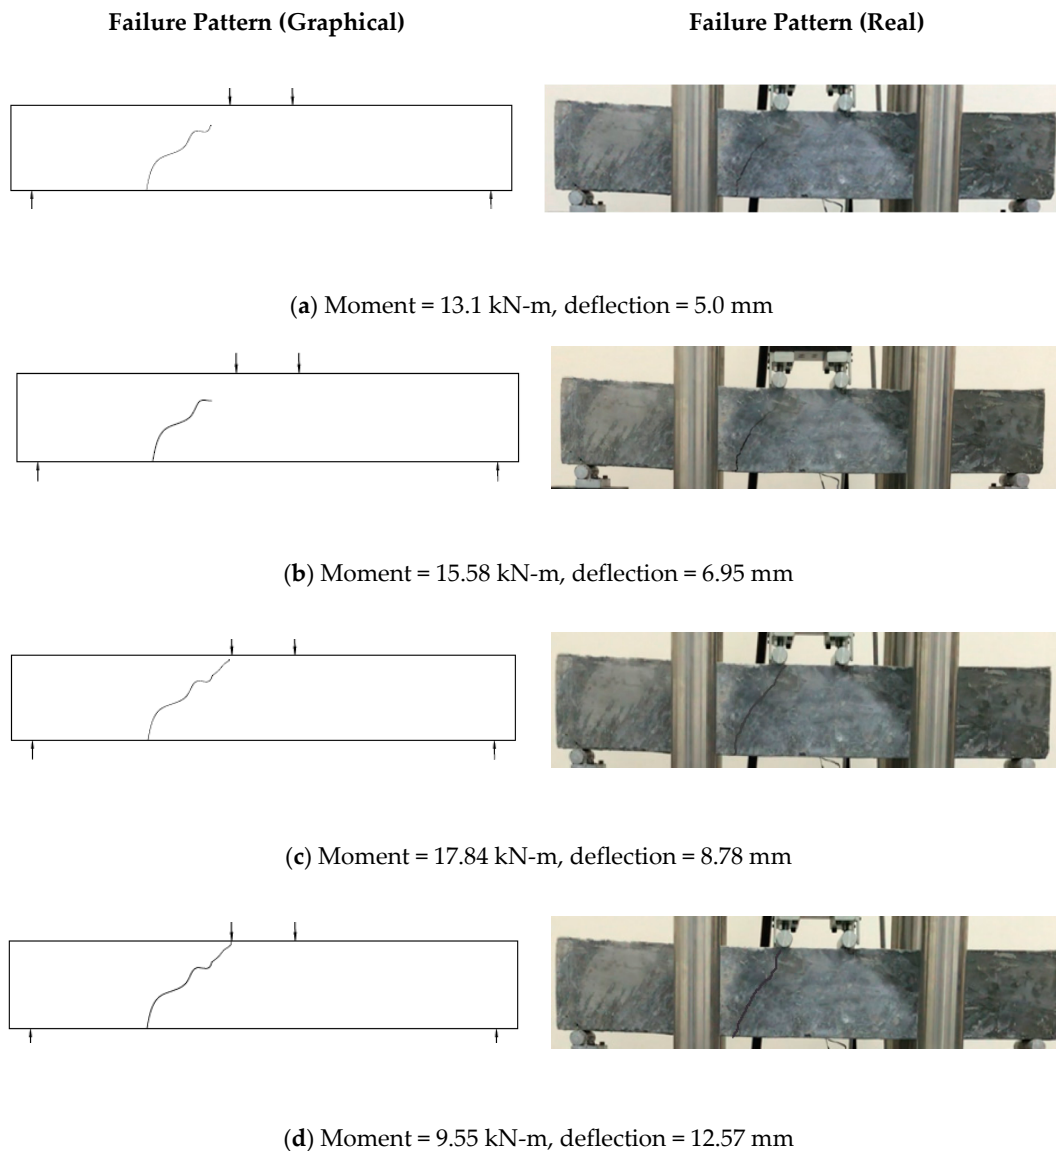 Failure Pattern (Graphical) Failure Pattern (Real)
(a) Moment = 13.1 kN-m, deflection = 5.0 mm
(b) Moment = 15.58 kN-m, deflection = 6.95 mm
(c) Moment = 17.84 kN-m, deflection = 8.78 mm
(d) Moment = 9.55 kN-m, deflection = 12.57 mm